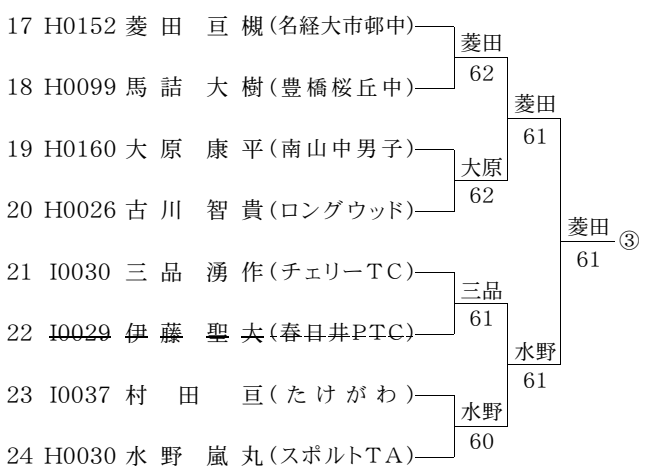 17 H0152 菱田 亘槻(名経大市邨中)
菱田
62
18 H0099 馬詰 大樹(豊橋桜丘中)
菱田
61
19 H0160 大原 康平(南山中男子)
大原
62
20 H0026 古川 智貴(ロングウッド)
菱田 ③
61
21 I0030 三品 湧作(チェリーTC)
三品
61
22 I0029 伊藤 聖大(春日井PTC)
水野
61
23 I0037 村田 亘(たけがわ)
水野
60
24 H0030 水野 嵐丸(スポルトTA)